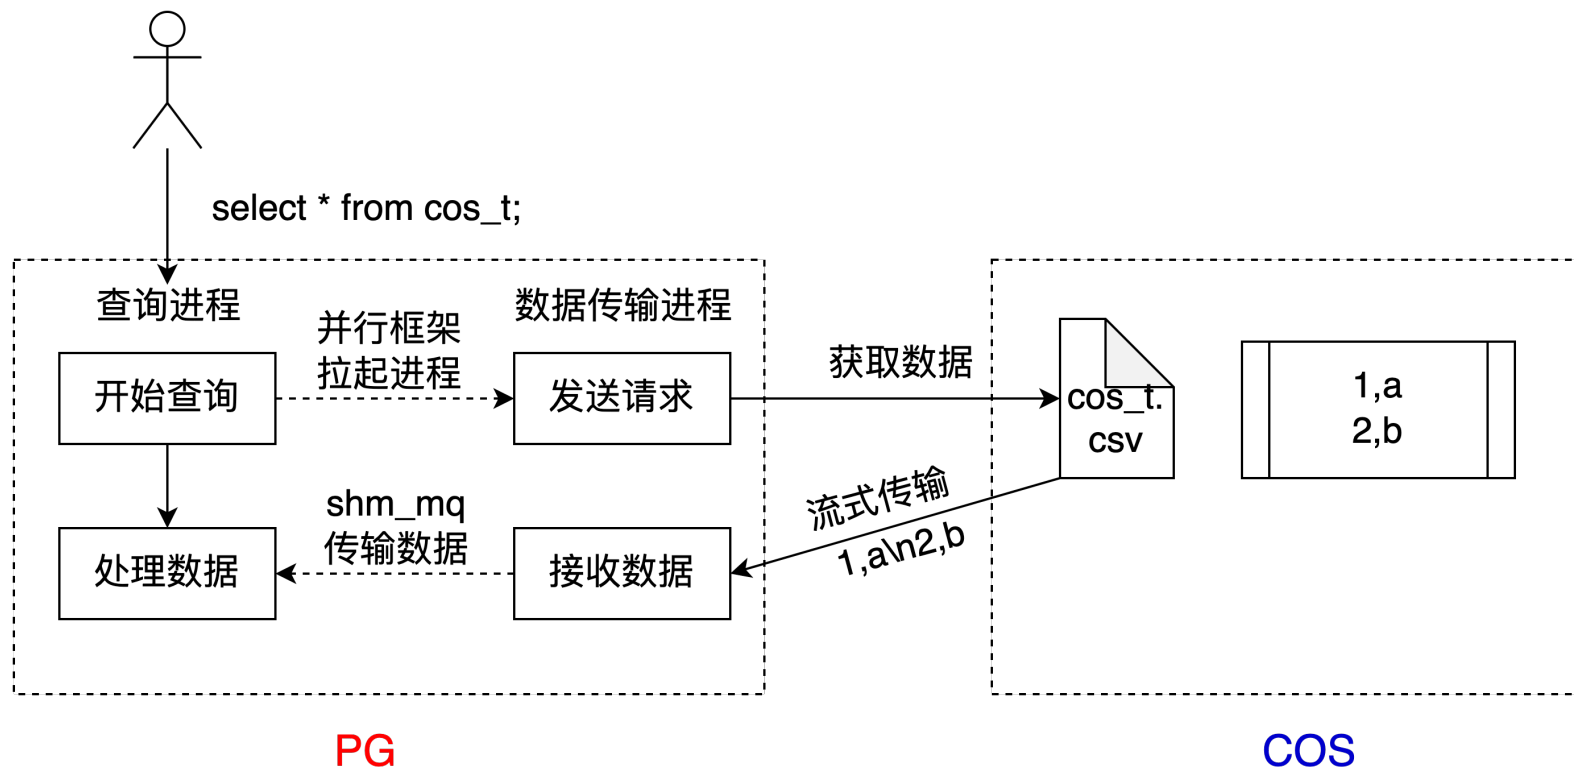 select * from cos_t;
查询进程
数据传输进程
并行框架
拉起进程
开始查询
发送请求
获取数据
cos_t.
csv
1,a
2,b
shm_mq
传输数据
处理数据
接收数据
流式传输
1,a\n2,b
PG
COS